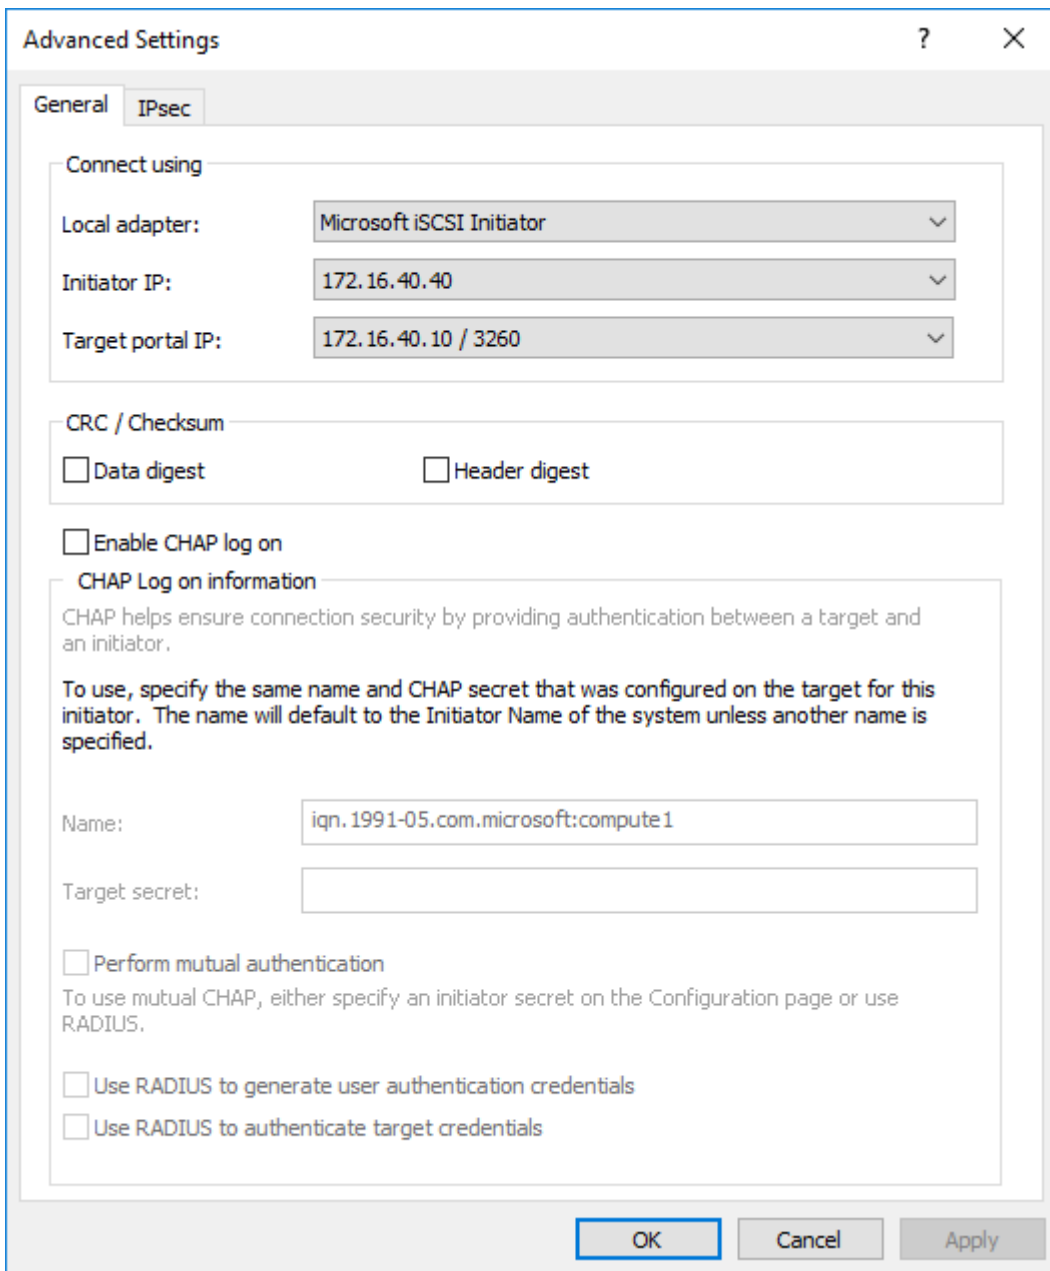 Advanced Settings
?
General
IPsec
Connect using
Local adapter:
Microsoft iSCSI Initiator
Initiator IP:
172.16.40.40
Target portal IP:
172.16.40.10 / 3260
CRC / Checksum
Data digest
Header digest
Enable CHAP log on
CHAP Log on information
CHAP helps ensure connection security by providing authentication between a target and
an initiator.
To use, specify the same name and CHAP secret that was configured on the target for this
initiator.  The name will default to the Initiator Name of the system unless another name is
specified.
Name:
iqn.1991-05.com.microsoft:compute1
Target secret:
Perform mutual authentication
To use mutual CHAP, either specify an initiator secret on the Configuration page or use
RADIUS.
Use RADIUS to generate user authentication credentials
Use RADIUS to authenticate target credentials
OK
Cancel
Apply